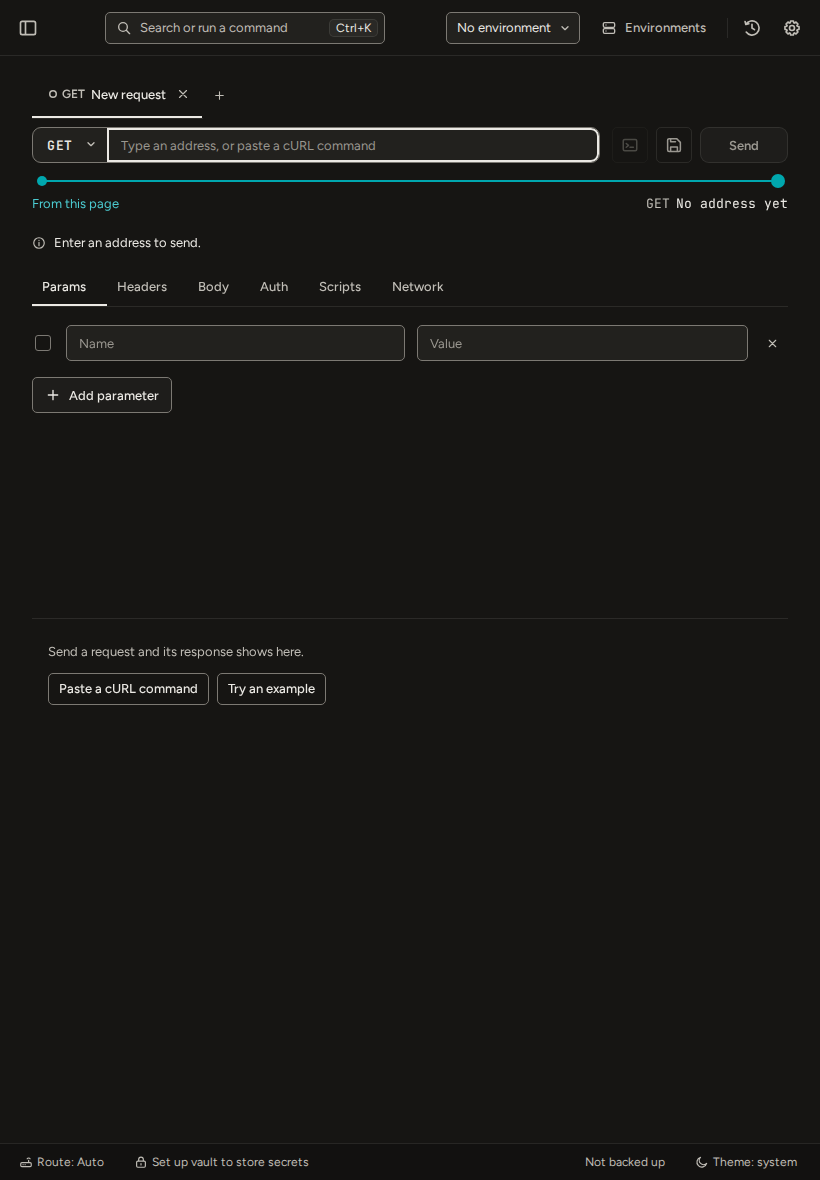 Search or run a command Ctrl+K No environment Environments
GET New request
GET Type an address, or paste a cURL command Send
From this page GET No address yet
Enter an address to send.
Params Headers Body Auth Scripts Network
Name Value
Add parameter
Send a request and its response shows here.
Paste a cURL command Try an example
Route: Auto Set up vault to store secrets Not backed up Theme: system